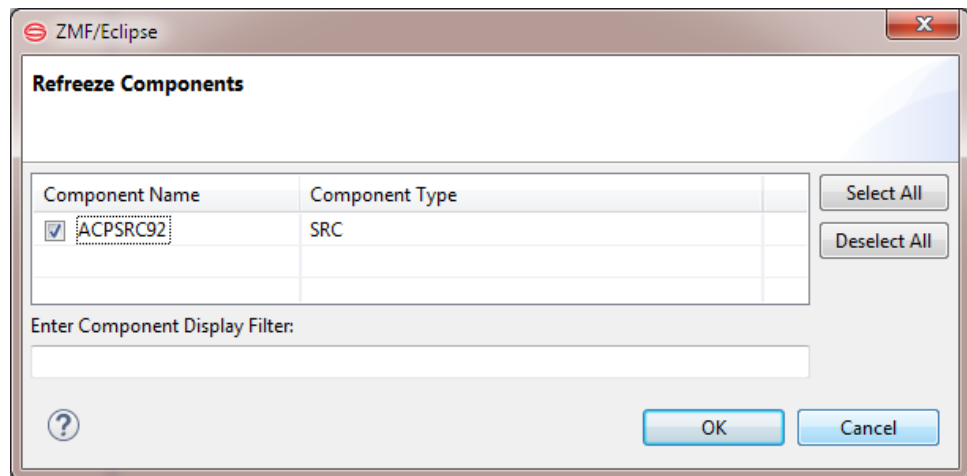 ZMF/Eclipse
Refreeze Components
Component Name Component Type
ACPSRC92 SRC
Select All
Deselect All
Enter Component Display Filter:
?
OK Cancel